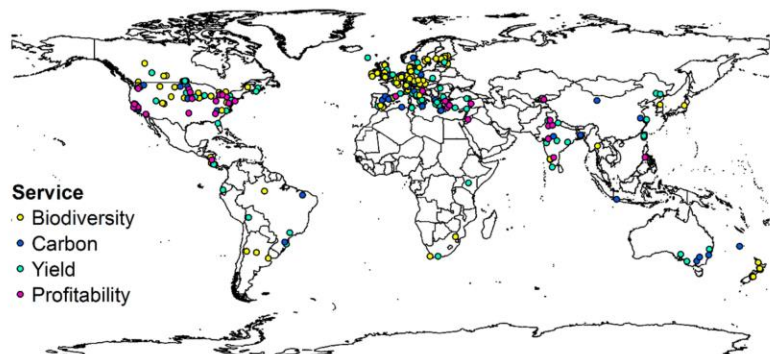 Service
Biodiversity
Carbon
Yield
Profitability